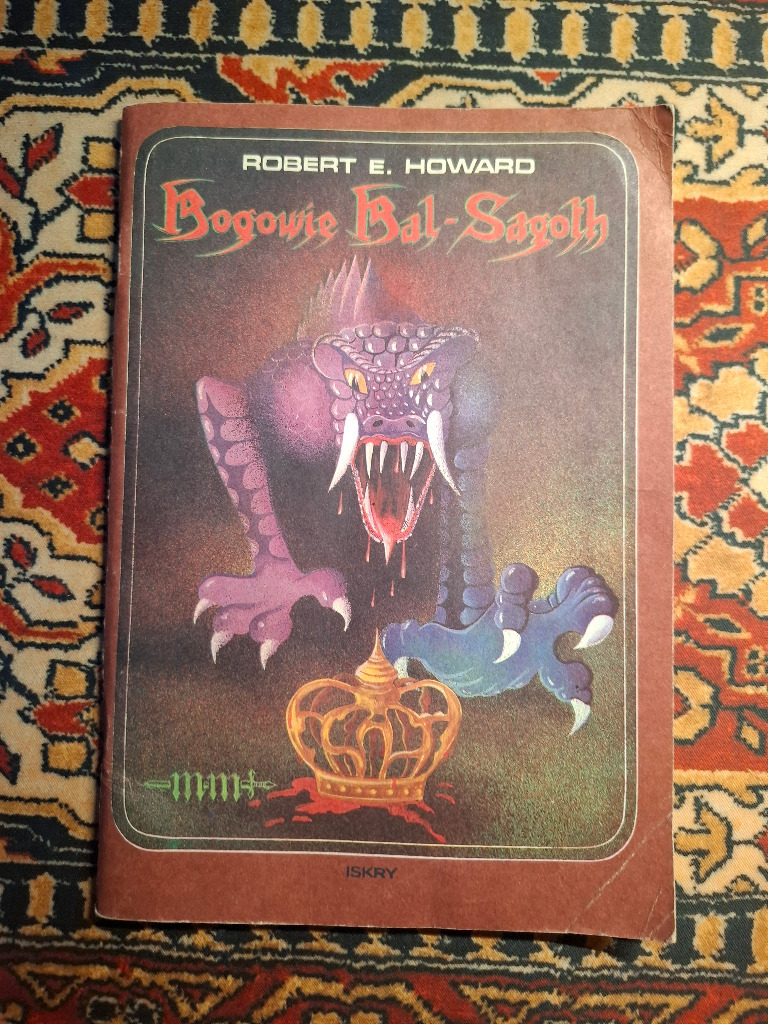 ROBERT E. HOWARD
Bogowie Bal-Sagoth
m.m
ISKRY